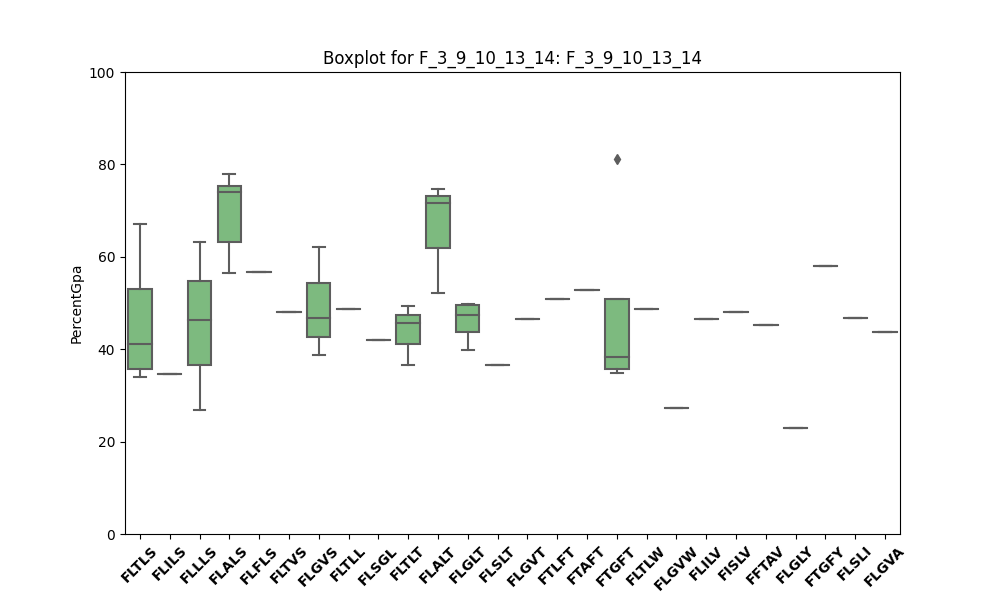 Boxplot for F_3_9_10_13_14: F_3_9_10_13_14
100
80
60
40
20
0
PercentGpa
FLTLS
FLILS
FLLLS
FLALS
FLFLS
FLTVS
FLGVS
FLTLL
FLSGL
FLTLT
FLALT
FLGLT
FLSLT
FLGVT
FTLFT
FTAFT
FTGFT
FLTLW
FLGVW
FLILV
FISLV
FFTAV
FLGLY
FTGFY
FLSLI
FLGVA